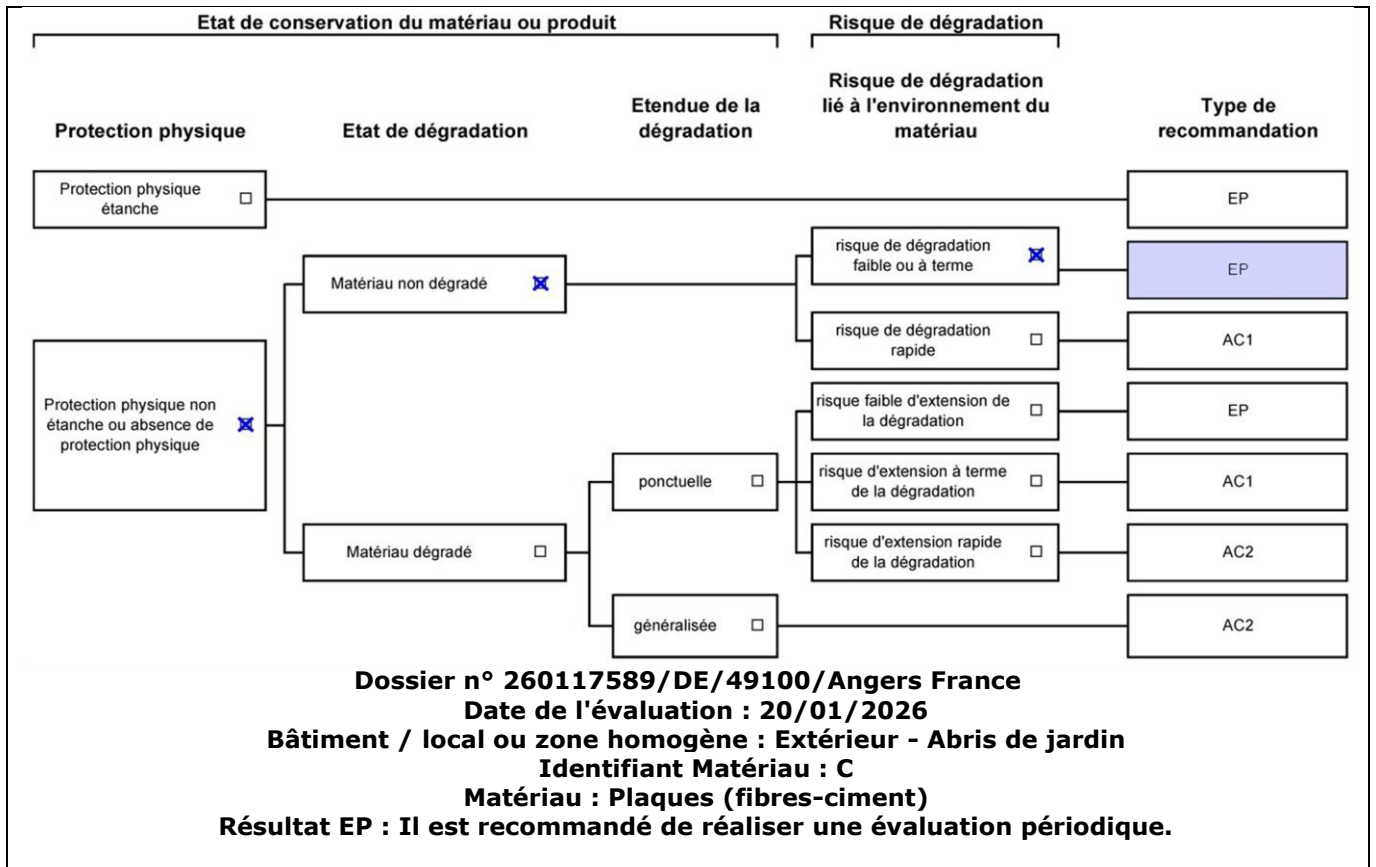 Etat de conservation du matériau ou produit
Risque de dégradation
Protection physique
Etat de dégradation
Etendue de la
dégradation
Risque de dégradation
lié à l'environnement du
matériau
Type de
recommandation
Protection physique
étanche
EP
risque de dégradation
faible ou à terme
EP
Matériau non dégradé
risque de dégradation
rapide
AC1
Protection physique non
étanche ou absence de
protection physique
risque faible d'extension de
la dégradation
EP
ponctuelle
risque d'extension à terme
de la dégradation
AC1
Matériau dégradé
risque d'extension rapide
de la dégradation
AC2
généralisée
AC2
Dossier n° 260117589/DE/49100/Angers France
Date de l'évaluation : 20/01/2026
Bâtiment / local ou zone homogène : Extérieur - Abris de jardin
Identifiant Matériau : C
Matériau : Plaques (fibres-ciment)
Résultat EP : Il est recommandé de réaliser une évaluation périodique.